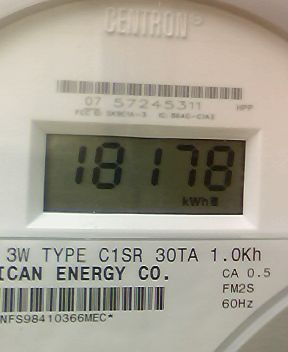 CENTRON®
07 57245311 HPP
18178
kWh
3W TYPE C1SR 30TA 1.0Kh
ICAN ENERGY CO.
CA 0.5
FM2S
60Hz
NFS98410366MEC*